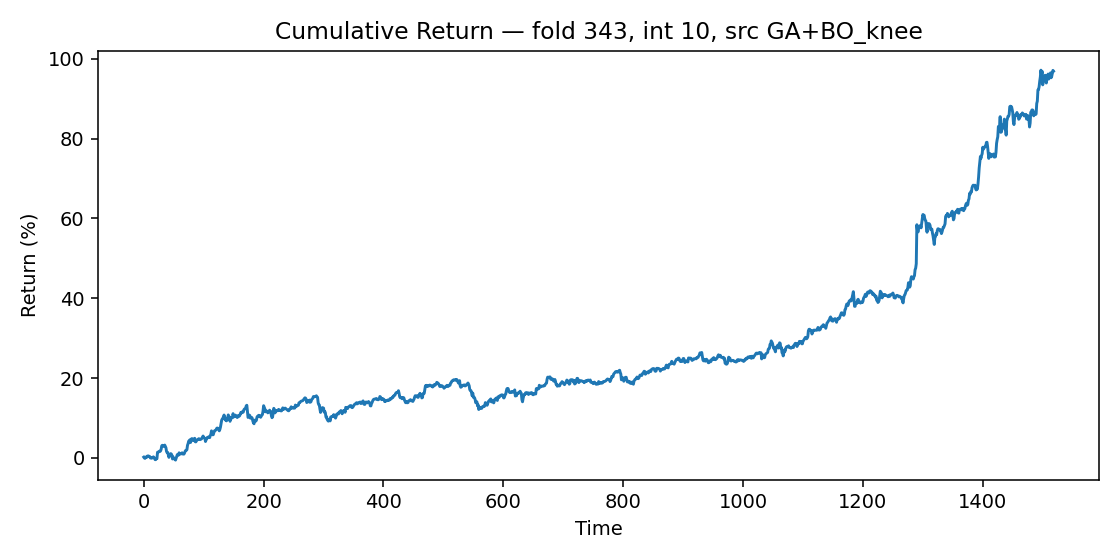 Cumulative Return — fold 343, int 10, src GA+BO_knee
100
80
60
40
20
0
Return (%)
0 200 400 600 800 1000 1200 1400
Time